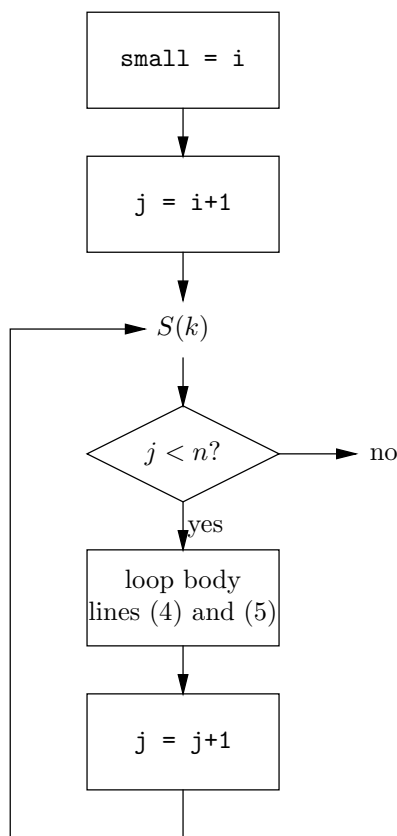 small = i
j = i+1
S(k)
j < n?
no
yes
loop body
lines (4) and (5)
j = j+1